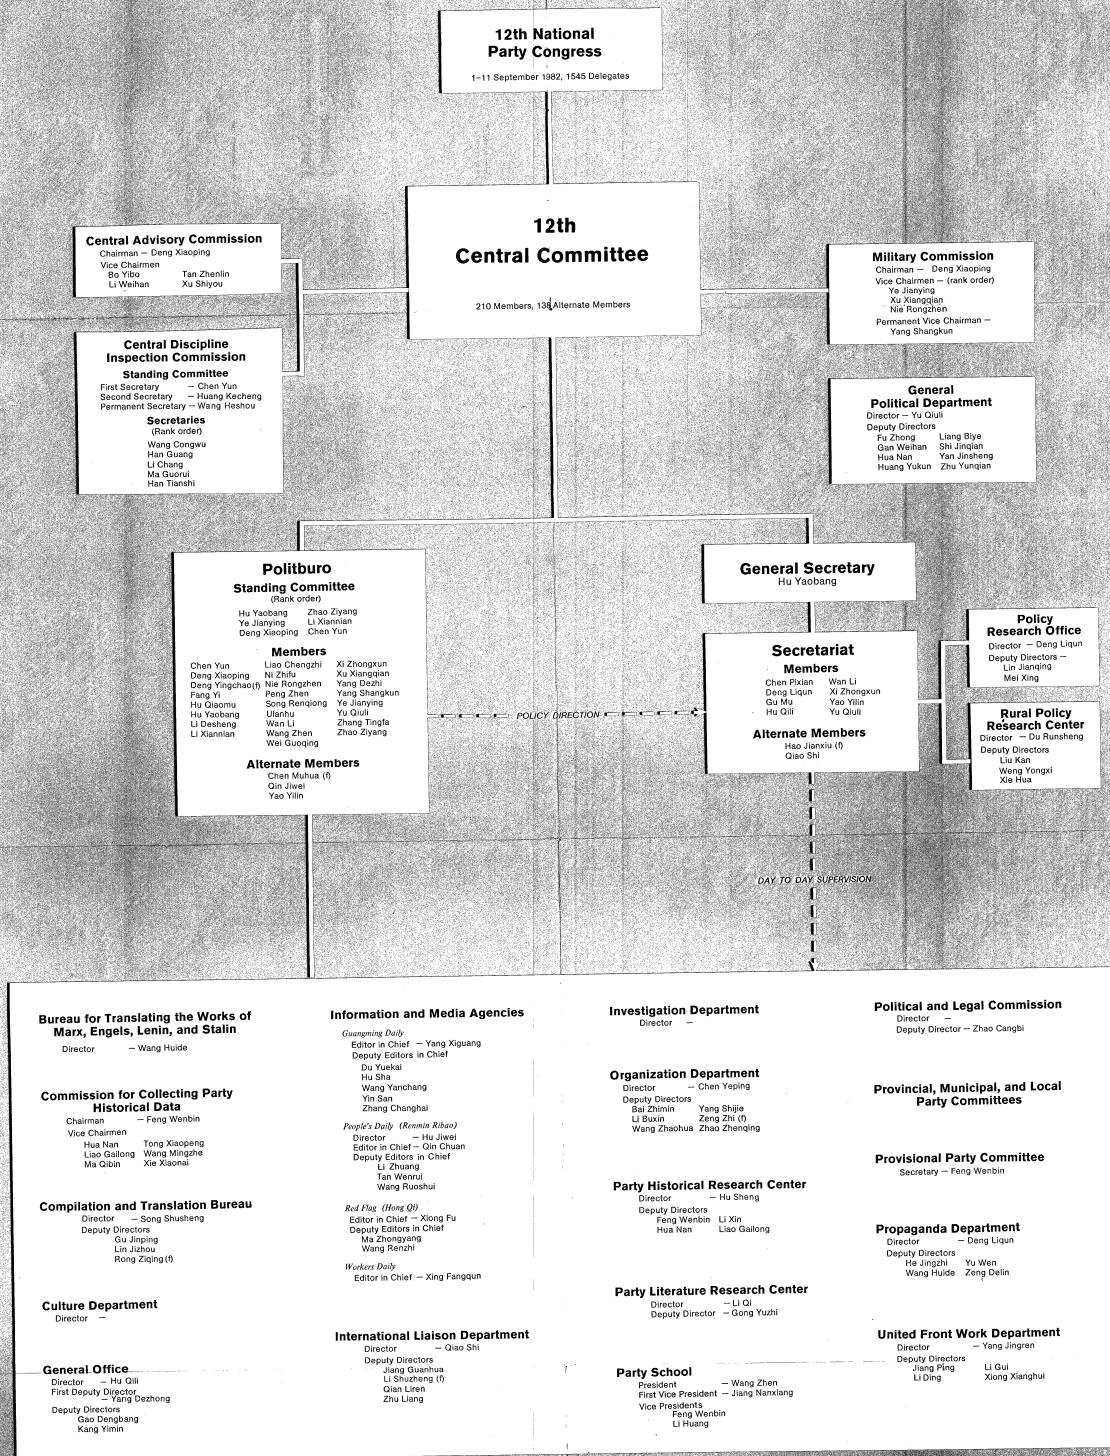 12th National
Party Congress
1–11 September 1982, 1545 Delegates
12th
Central Committee
210 Members, 138 Alternate Members
Central Advisory Commission
Chairman — Deng Xiaoping
Vice Chairmen
Bo Yibo Tan Zhenlin
Li Weihan Xu Shiyou
Central Discipline
Inspection Commission
Standing Committee
First Secretary — Chen Yun
Second Secretary — Huang Kecheng
Permanent Secretary — Wang Heshou
Secretaries
(Rank order)
Wang Congwu
Han Guang
Li Chang
Ma Guorui
Han Tianshi
Military Commission
Chairman — Deng Xiaoping
Vice Chairmen — (rank order)
Ye Jianying
Xu Xiangqian
Nie Rongzhen
Permanent Vice Chairman —
Yang Shangkun
General
Political Department
Director — Yu Qiuli
Deputy Directors
Fu Zhong Liang Biye
Gan Weihan Shi Jinqian
Hua Nan Yan Jinsheng
Huang Yukun Zhu Yunqian
Politburo
Standing Committee
(Rank order)
Hu Yaobang Zhao Ziyang
Ye Jianying Li Xiannian
Deng Xiaoping Chen Yun
Members
Chen Yun Liao Chengzhi Xi Zhongxun
Deng Xiaoping Ni Zhifu Xu Xiangqian
Deng Yingchao(f) Nie Rongzhen Yang Dezhi
Fang Yi Peng Zhen Yang Shangkun
Hu Qiaomu Song Renqiong Ye Jianying
Hu Yaobang Ulanhu Yu Qiuli
Li Desheng Wan Li Zhang Tingfa
Li Xiannian Wang Zhen Zhao Ziyang
Wei Guoqing
Alternate Members
Chen Muhua (f)
Qin Jiwei
Yao Yilin
POLICY DIRECTION
General Secretary
Hu Yaobang
Secretariat
Members
Chen Pixian Wan Li
Deng Liqun Xi Zhongxun
Gu Mu Yao Yilin
Hu Qili Yu Qiuli
Alternate Members
Hao Jianxiu (f)
Qiao Shi
Policy
Research Office
Director — Deng Liqun
Deputy Directors —
Lin Jianqing
Mei Xing
Rural Policy
Research Center
Director — Du Runsheng
Deputy Directors
Liu Kan
Weng Yongxi
Xie Hua
DAY TO DAY SUPERVISION
Bureau for Translating the Works of
Marx, Engels, Lenin, and Stalin
Director — Wang Huide
Commission for Collecting Party
Historical Data
Chairman — Feng Wenbin
Vice Chairmen
Hua Nan Tong Xiaopeng
Liao Gailong Wang Mingzhe
Ma Qibin Xie Xiaonai
Compilation and Translation Bureau
Director — Song Shusheng
Deputy Directors
Gu Jinping
Lin Jizhou
Rong Ziqing (f)
Culture Department
Director —
General Office
Director — Hu Qili
First Deputy Director
— Yang Dezhong
Deputy Directors
Gao Dengbang
Kang Yimin
Information and Media Agencies
Guangming Daily
Editor in Chief — Yang Xiguang
Deputy Editors in Chief
Du Yuekai
Hu Sha
Wang Yanchang
Yin San
Zhang Changhai
People's Daily (Renmin Ribao)
Director — Hu Jiwei
Editor in Chief — Qin Chuan
Deputy Editors in Chief
Li Zhuang
Tan Wenrui
Wang Ruoshui
Red Flag (Hong Qi)
Editor in Chief — Xiong Fu
Deputy Editors in Chief
Ma Zhongyang
Wang Renzhi
Workers Daily
Editor in Chief — Xing Fangqun
International Liaison Department
Director — Qiao Shi
Deputy Directors
Jiang Guanhua
Li Shuzheng (f)
Qian Liren
Zhu Liang
Investigation Department
Director —
Organization Department
Director — Chen Yeping
Deputy Directors
Bai Zhimin Yang Shijie
Li Buxin Zeng Zhi (f)
Wang Zhaohua Zhao Zhenqing
Party Historical Research Center
Director — Hu Sheng
Deputy Directors
Feng Wenbin Li Xin
Hua Nan Liao Gailong
Party Literature Research Center
Director — Li Qi
Deputy Director — Gong Yuzhi
Party School
President — Wang Zhen
First Vice President — Jiang Nanxiang
Vice Presidents
Feng Wenbin
Li Huang
Political and Legal Commission
Director —
Deputy Director — Zhao Cangbi
Provincial, Municipal, and Local
Party Committees
Provisional Party Committee
Secretary — Feng Wenbin
Propaganda Department
Director — Deng Liqun
Deputy Directors
He Jingzhi Yu Wen
Wang Huide Zeng Delin
United Front Work Department
Director — Yang Jingren
Deputy Directors
Jiang Ping Li Gui
Li Ding Xiong Xianghui